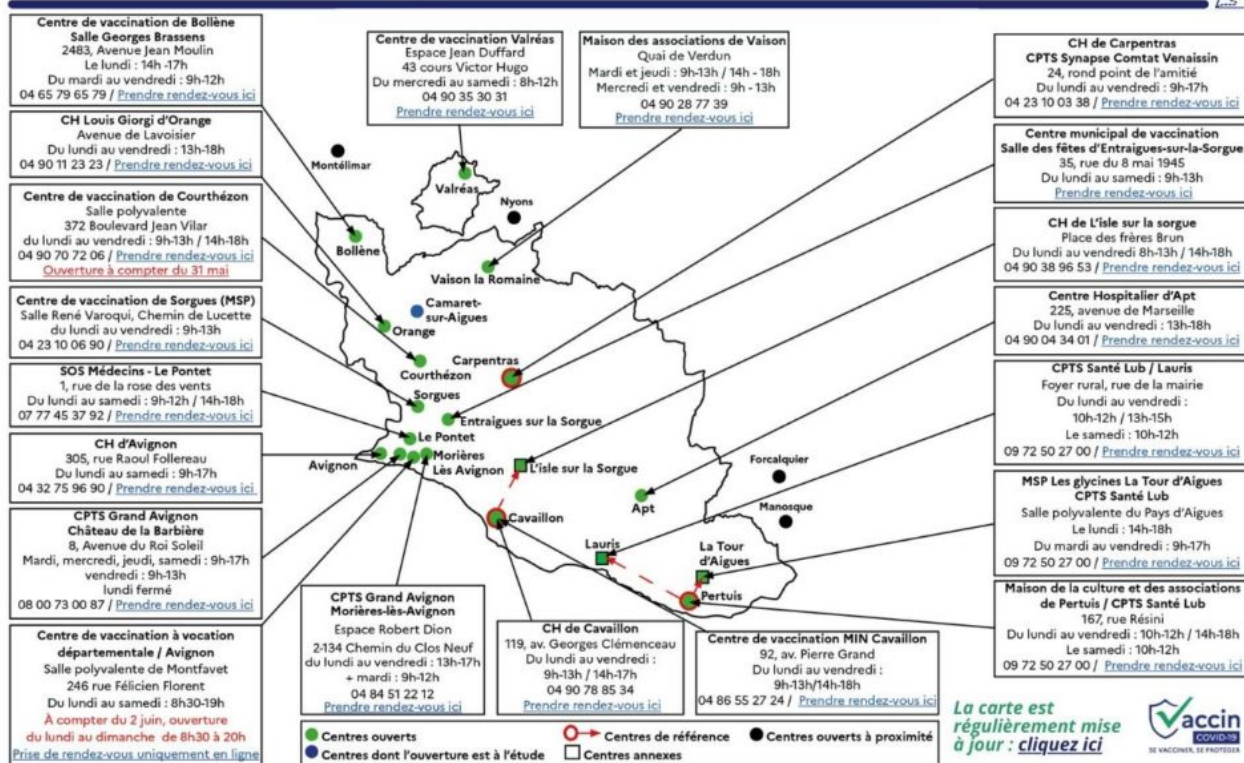 Centre de vaccination de Bollène
Salle Georges Brassens
2483, Avenue Jean Moulin
Le lundi : 14h -17h
Du mardi au vendredi : 9h-12h
04 65 79 65 79 / Prendre rendez-vous ici
CH Louis Giorgi d'Orange
Avenue de Lavoisier
Du lundi au vendredi : 13h-18h
04 90 11 23 23 / Prendre rendez-vous ici
Centre de vaccination de Courthézon
Salle polyvalente
372 Boulevard Jean Vilar
du lundi au vendredi : 9h-13h / 14h-18h
04 90 70 72 06 / Prendre rendez-vous ici
Ouverture à compter du 31 mai
Centre de vaccination de Sorgues (MSP)
Salle René Varoqui, Chemin de Lucette
du lundi au vendredi : 9h-13h
04 23 10 06 90 / Prendre rendez-vous ici
SOS Médecins - Le Pontet
1, rue de la rose des vents
Du lundi au samedi : 9h-12h / 14h-18h
07 77 45 37 92 / Prendre rendez-vous ici
CH d'Avignon
305, rue Raoul Follereau
Du lundi au samedi : 9h-17h
04 32 75 96 90 / Prendre rendez-vous ici
CPTS Grand Avignon
Château de la Barbière
8, Avenue du Roi Soleil
Mardi, mercredi, jeudi, samedi : 9h-17h
vendredi : 9h-13h
lundi fermé
08 00 73 00 87 / Prendre rendez-vous ici
Centre de vaccination à vocation
départementale / Avignon
Salle polyvalente de Montfavet
246 rue Félicien Florent
Du lundi au samedi : 8h30-19h
À compter du 2 juin, ouverture
du lundi au dimanche de 8h30 à 20h
Prise de rendez-vous uniquement en ligne
Centre de vaccination Valréas
Espace Jean Duffard
43 cours Victor Hugo
Du mercredi au samedi : 8h-12h
04 90 35 30 31
Prendre rendez-vous ici
Maison des associations de Vaison
Quai de Verdun
Mardi et jeudi : 9h-13h / 14h - 18h
Mercredi et vendredi : 9h - 13h
04 90 28 77 39
Prendre rendez-vous ici
Montélimar
Valréas
Nyons
Bollène
Vaison la Romaine
Camaret-
sur-Aigues
Orange
Carpentras
Courthézon
Sorgues
Entraigues sur la Sorgue
Le Pontet
Avignon
Morières
Lès Avignon
L'isle sur la Sorgue
Forcalquier
Apt
Manosque
Cavaillon
Lauris
La Tour
d'Aigues
Pertuis
CPTS Grand Avignon
Morières-lès-Avignon
Espace Robert Dion
2-134 Chemin du Clos Neuf
du lundi au vendredi : 13h-17h
+ mardi : 9h-12h
04 84 51 22 12
Prendre rendez-vous ici
CH de Cavaillon
119, av. Georges Clémenceau
Du lundi au vendredi :
9h-13h / 14h-17h
04 90 78 85 34
Prendre rendez-vous ici
Centre de vaccination MIN Cavaillon
92, av. Pierre Grand
Du lundi au vendredi :
9h-13h/14h-18h
04 86 55 27 24 / Prendre rendez-vous ici
CH de Carpentras
CPTS Synapse Comtat Venaissin
24, rond point de l'amitié
Du lundi au vendredi : 9h-17h
04 23 10 03 38 / Prendre rendez-vous ici
Centre municipal de vaccination
Salle des fêtes d'Entraigues-sur-la-Sorgue
35, rue du 8 mai 1945
Du lundi au samedi : 9h-13h
Prendre rendez-vous ici
CH de L'isle sur la sorgue
Place des frères Brun
Du lundi au vendredi 8h-13h / 14h-18h
04 90 38 96 53 / Prendre rendez-vous ici
Centre Hospitalier d'Apt
225, avenue de Marseille
Du lundi au vendredi : 13h-18h
04 90 04 34 01 / Prendre rendez-vous ici
CPTS Santé Lub / Lauris
Foyer rural, rue de la mairie
Du lundi au vendredi :
10h-12h / 13h-15h
Le samedi : 10h-12h
09 72 50 27 00 / Prendre rendez-vous ici
MSP Les glycines La Tour d'Aigues
CPTS Santé Lub
Salle polyvalente du Pays d'Aigues
Le lundi : 14h-18h
Du mardi au vendredi : 9h-17h
09 72 50 27 00 / Prendre rendez-vous ici
Maison de la culture et des associations
de Pertuis / CPTS Santé Lub
167, rue Résini
Du lundi au vendredi : 10h-12h / 14h-18h
Le samedi : 10h-12h
09 72 50 27 00 / Prendre rendez-vous ici
Centres ouverts
Centres de référence
Centres ouverts à proximité
Centres dont l'ouverture est à l'étude
Centres annexes
La carte est
régulièrement mise
à jour : cliquez ici
Vaccin
COVID-19
SE VACCINER, SE PROTÉGER